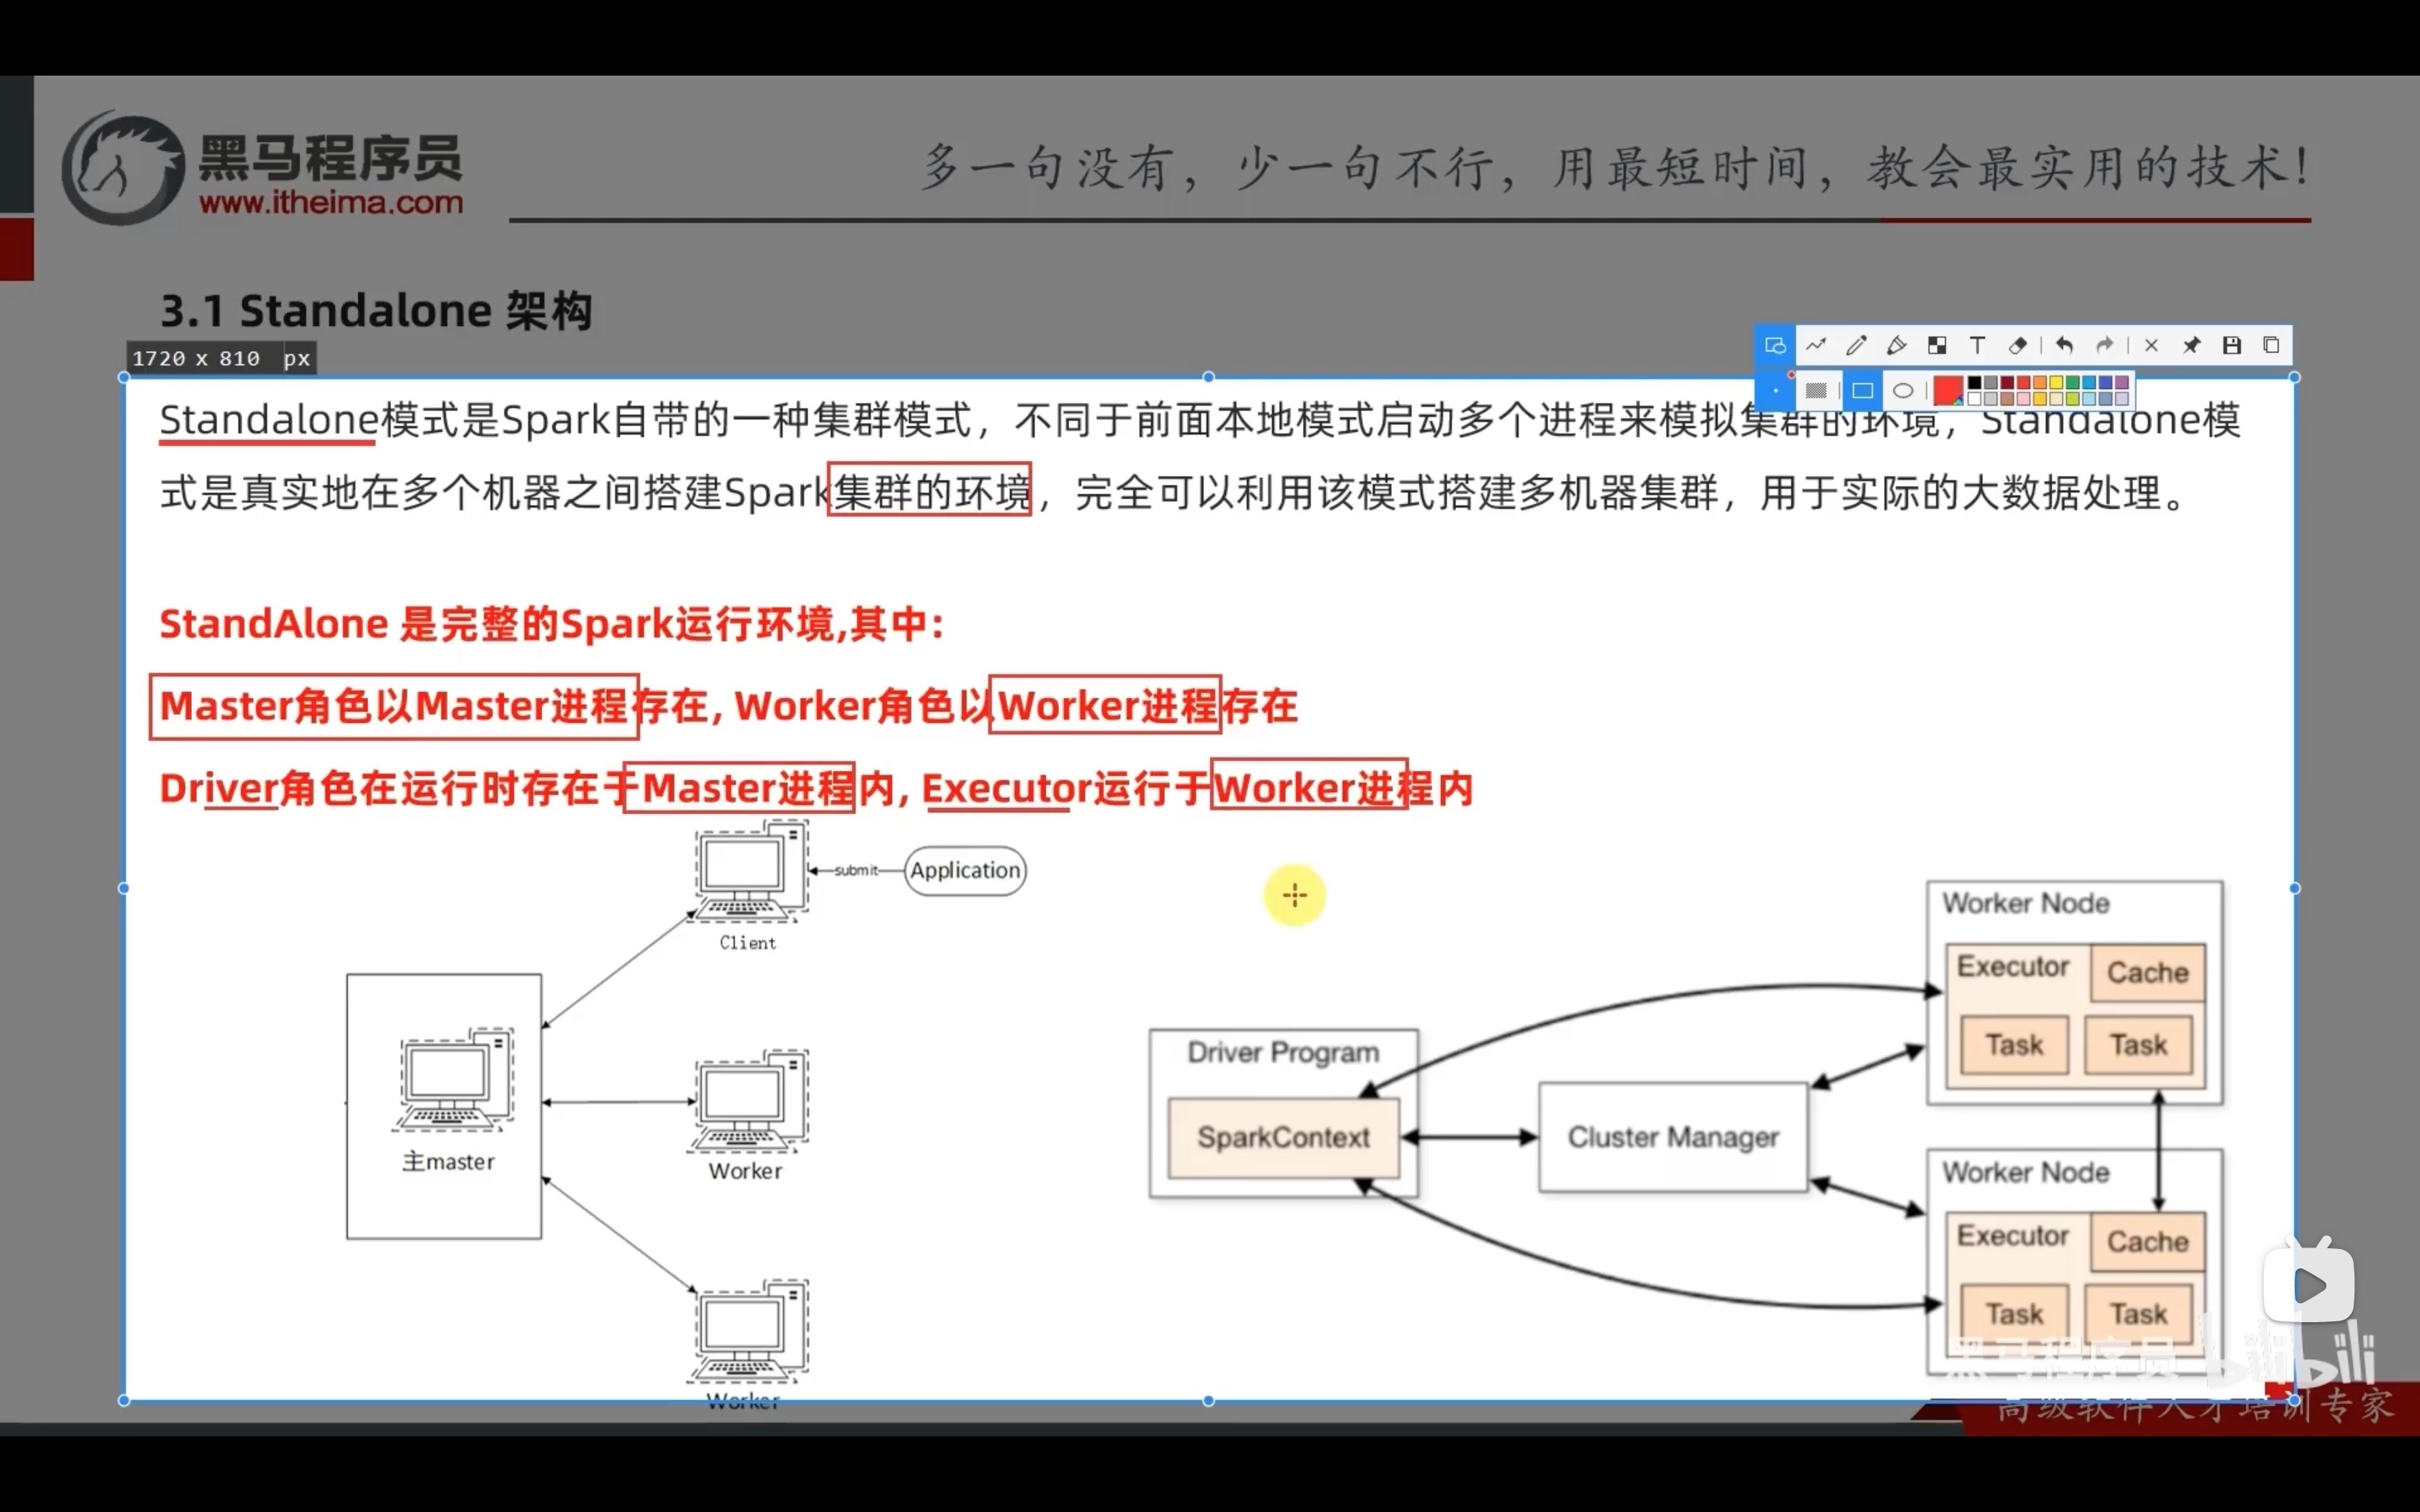 黑马程序员
www.itheima.com
多一句没有，少一句不行，用最短时间，教会最实用的技术！
3.1 Standalone 架构
1720 x 810 px
Standalone模式是Spark自带的一种集群模式，不同于前面本地模式启动多个进程来模拟集群的环境，Standalone模
式是真实地在多个机器之间搭建Spark集群的环境，完全可以利用该模式搭建多机器集群，用于实际的大数据处理。
StandAlone 是完整的Spark运行环境,其中:
Master角色以Master进程存在, Worker角色以Worker进程存在
Driver角色在运行时存在于Master进程内, Executor运行于Worker进程内
submit
Application
Client
主master
Worker
Worker
Driver Program
SparkContext
Cluster Manager
Worker Node
Executor
Cache
Task
Task
Worker Node
Executor
Cache
Task
Task
黑马程序员
bilibili
高级软件人才培训专家